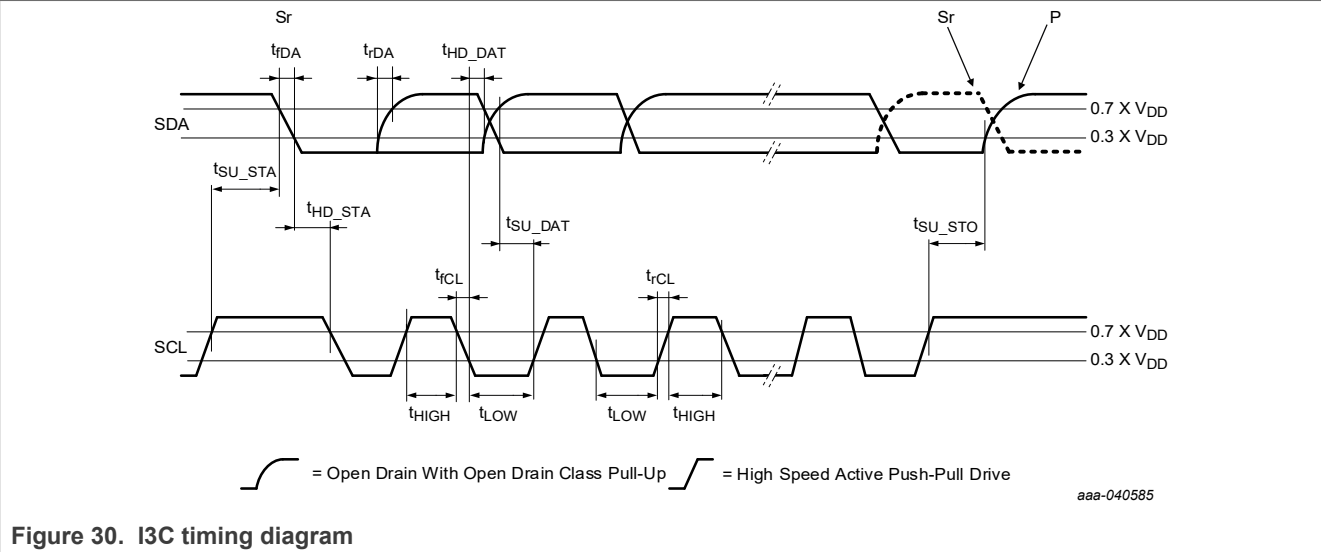 Sr
Sr
P
tfDA
trDA
tHD_DAT
0.7 X VDD
SDA
0.3 X VDD
tSU_STA
tHD_STA
tSU_DAT
tSU_STO
tfCL
trCL
0.7 X VDD
SCL
0.3 X VDD
tHIGH
tLOW
tLOW
tHIGH
= Open Drain With Open Drain Class Pull-Up
= High Speed Active Push-Pull Drive
aaa-040585
Figure 30. I3C timing diagram